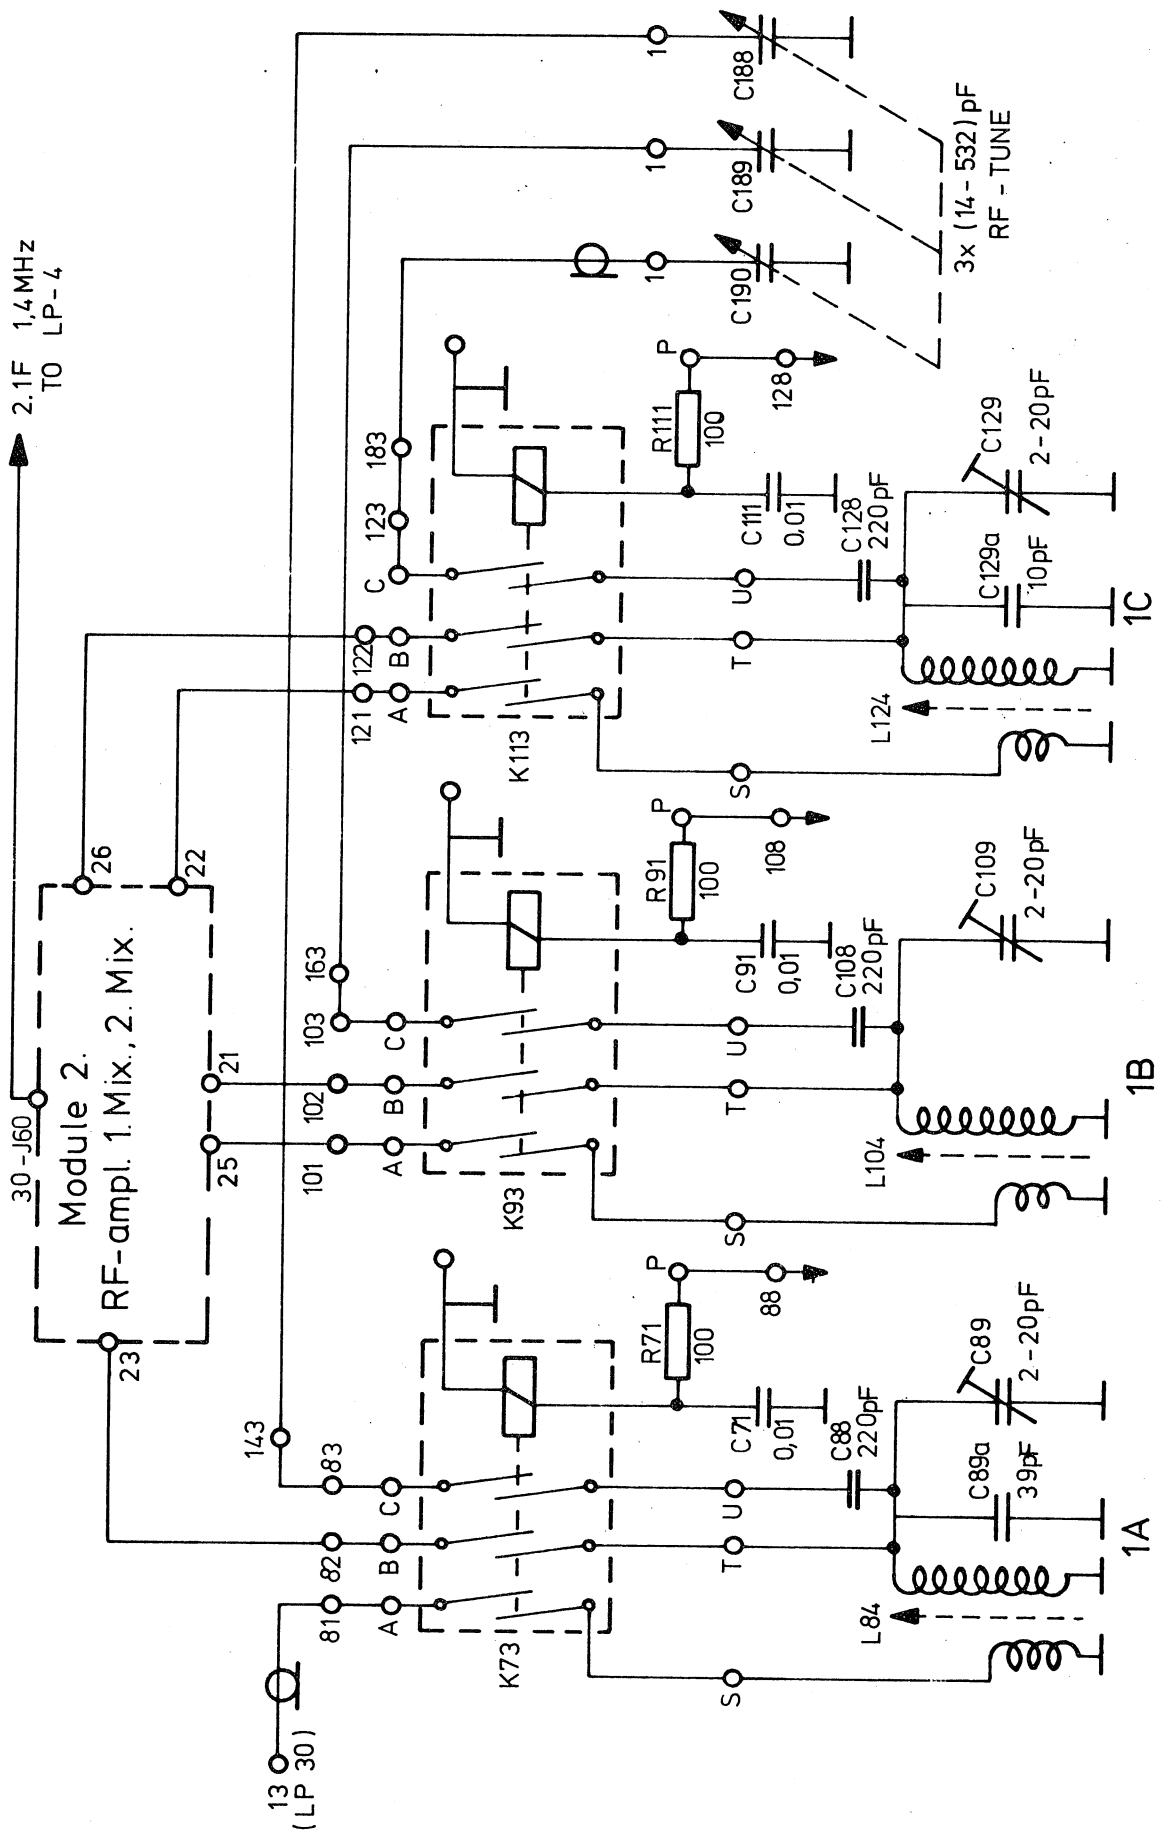 2.1F 1,4MHz
TO LP-4
30-J60
Module 2.
RF-ampl. 1.Mix., 2. Mix.
23
25
21
22
26
13
(LP 30)
81
82
83
143
A
B
C
K73
R71
100
P
88
C71
0,01
S
T
U
C88
220pF
L84
C89a
39pF
C89
2-20pF
1A
101
102
103
163
A
B
C
K93
R91
100
P
108
C91
0,01
S
T
U
C108
220pF
L104
C109
2-20pF
1B
121
122
123
183
A
B
C
K113
R111
100
P
128
C111
0,01
S
T
U
C128
220pF
L124
C129a
10pF
C129
2-20pF
1C
1
1
1
C190
C189
C188
3x (14-532)pF
RF-TUNE